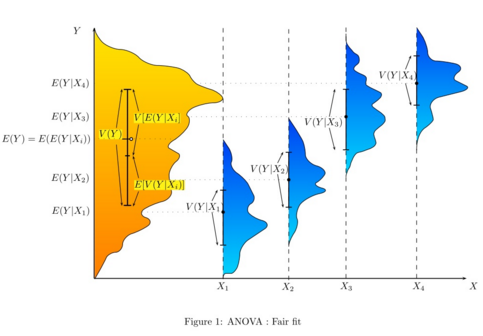 Y
E(Y|X₄)
V(Y|X₄)
E(Y|X₃)
V[E(Y|Xᵢ)]
V(Y|X₃)
V(Y)
E(Y) = E(E(Y|Xᵢ))
V(Y|X₂)
E(Y|X₂)
E[V(Y|Xᵢ)]
E(Y|X₁)
V(Y|X₁)
X₁ X₂ X₃ X₄ X
Figure 1: ANOVA : Fair fit